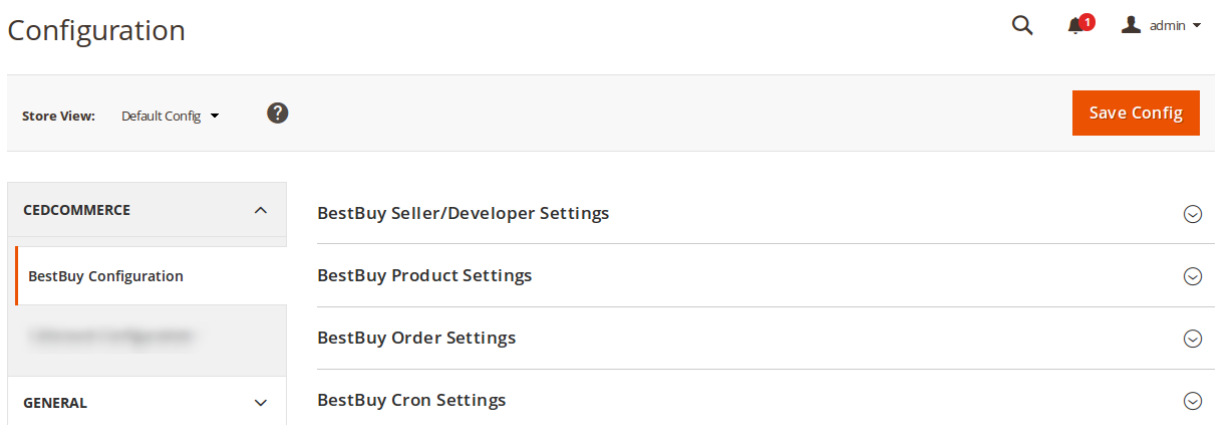 Configuration
1
admin
Store View: Default Config ?
Save Config
CEDCOMMERCE
BestBuy Configuration
GENERAL
BestBuy Seller/Developer Settings
BestBuy Product Settings
BestBuy Order Settings
BestBuy Cron Settings